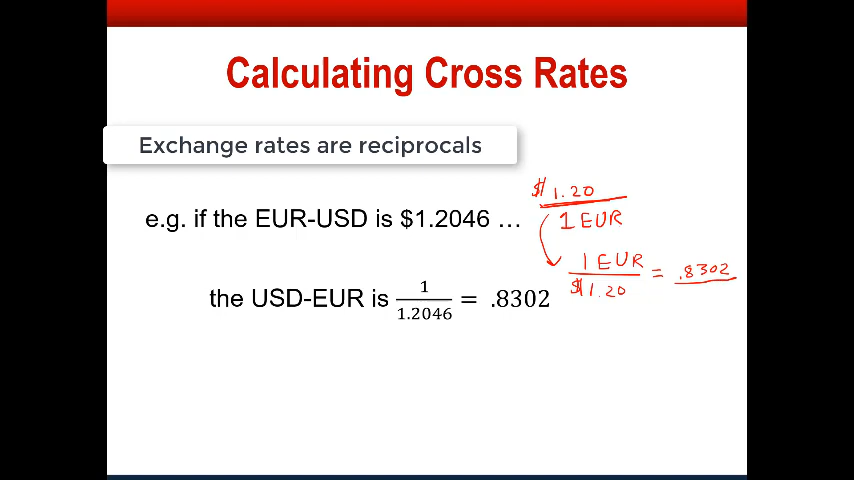 Calculating Cross Rates
Exchange rates are reciprocals
$1.20
e.g. if the EUR-USD is $1.2046 …
1 EUR
1 EUR
= .8302
$1.20
the USD-EUR is 1/1.2046 = .8302